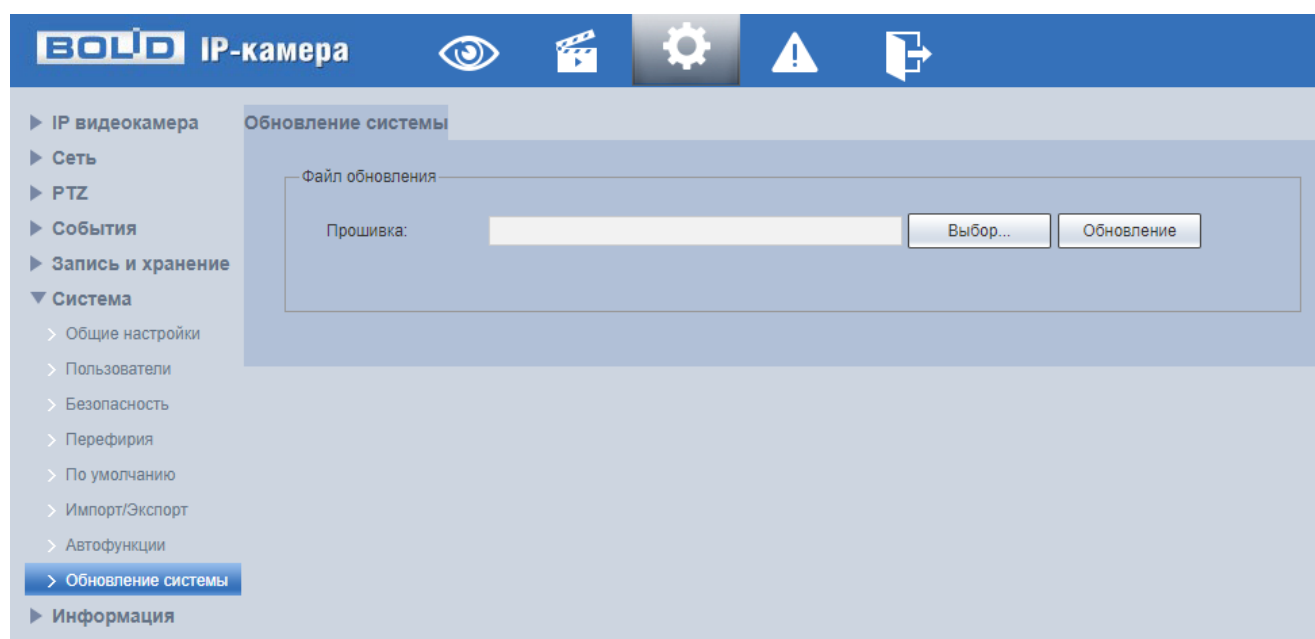 BOLID IP-камера
IP видеокамера
Сеть
PTZ
События
Запись и хранение
Система
Общие настройки
Пользователи
Безопасность
Перефирия
По умолчанию
Импорт/Экспорт
Автофункции
Обновление системы
Информация
Обновление системы
Файл обновления
Прошивка:
Выбор...
Обновление